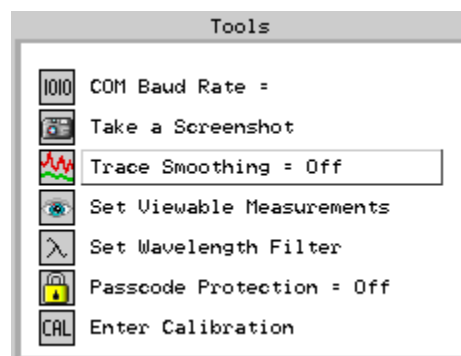 Tools
1010 COM Baud Rate =
Take a Screenshot
Trace Smoothing = Off
Set Viewable Measurements
λ Set Wavelength Filter
Passcode Protection = Off
CAL Enter Calibration